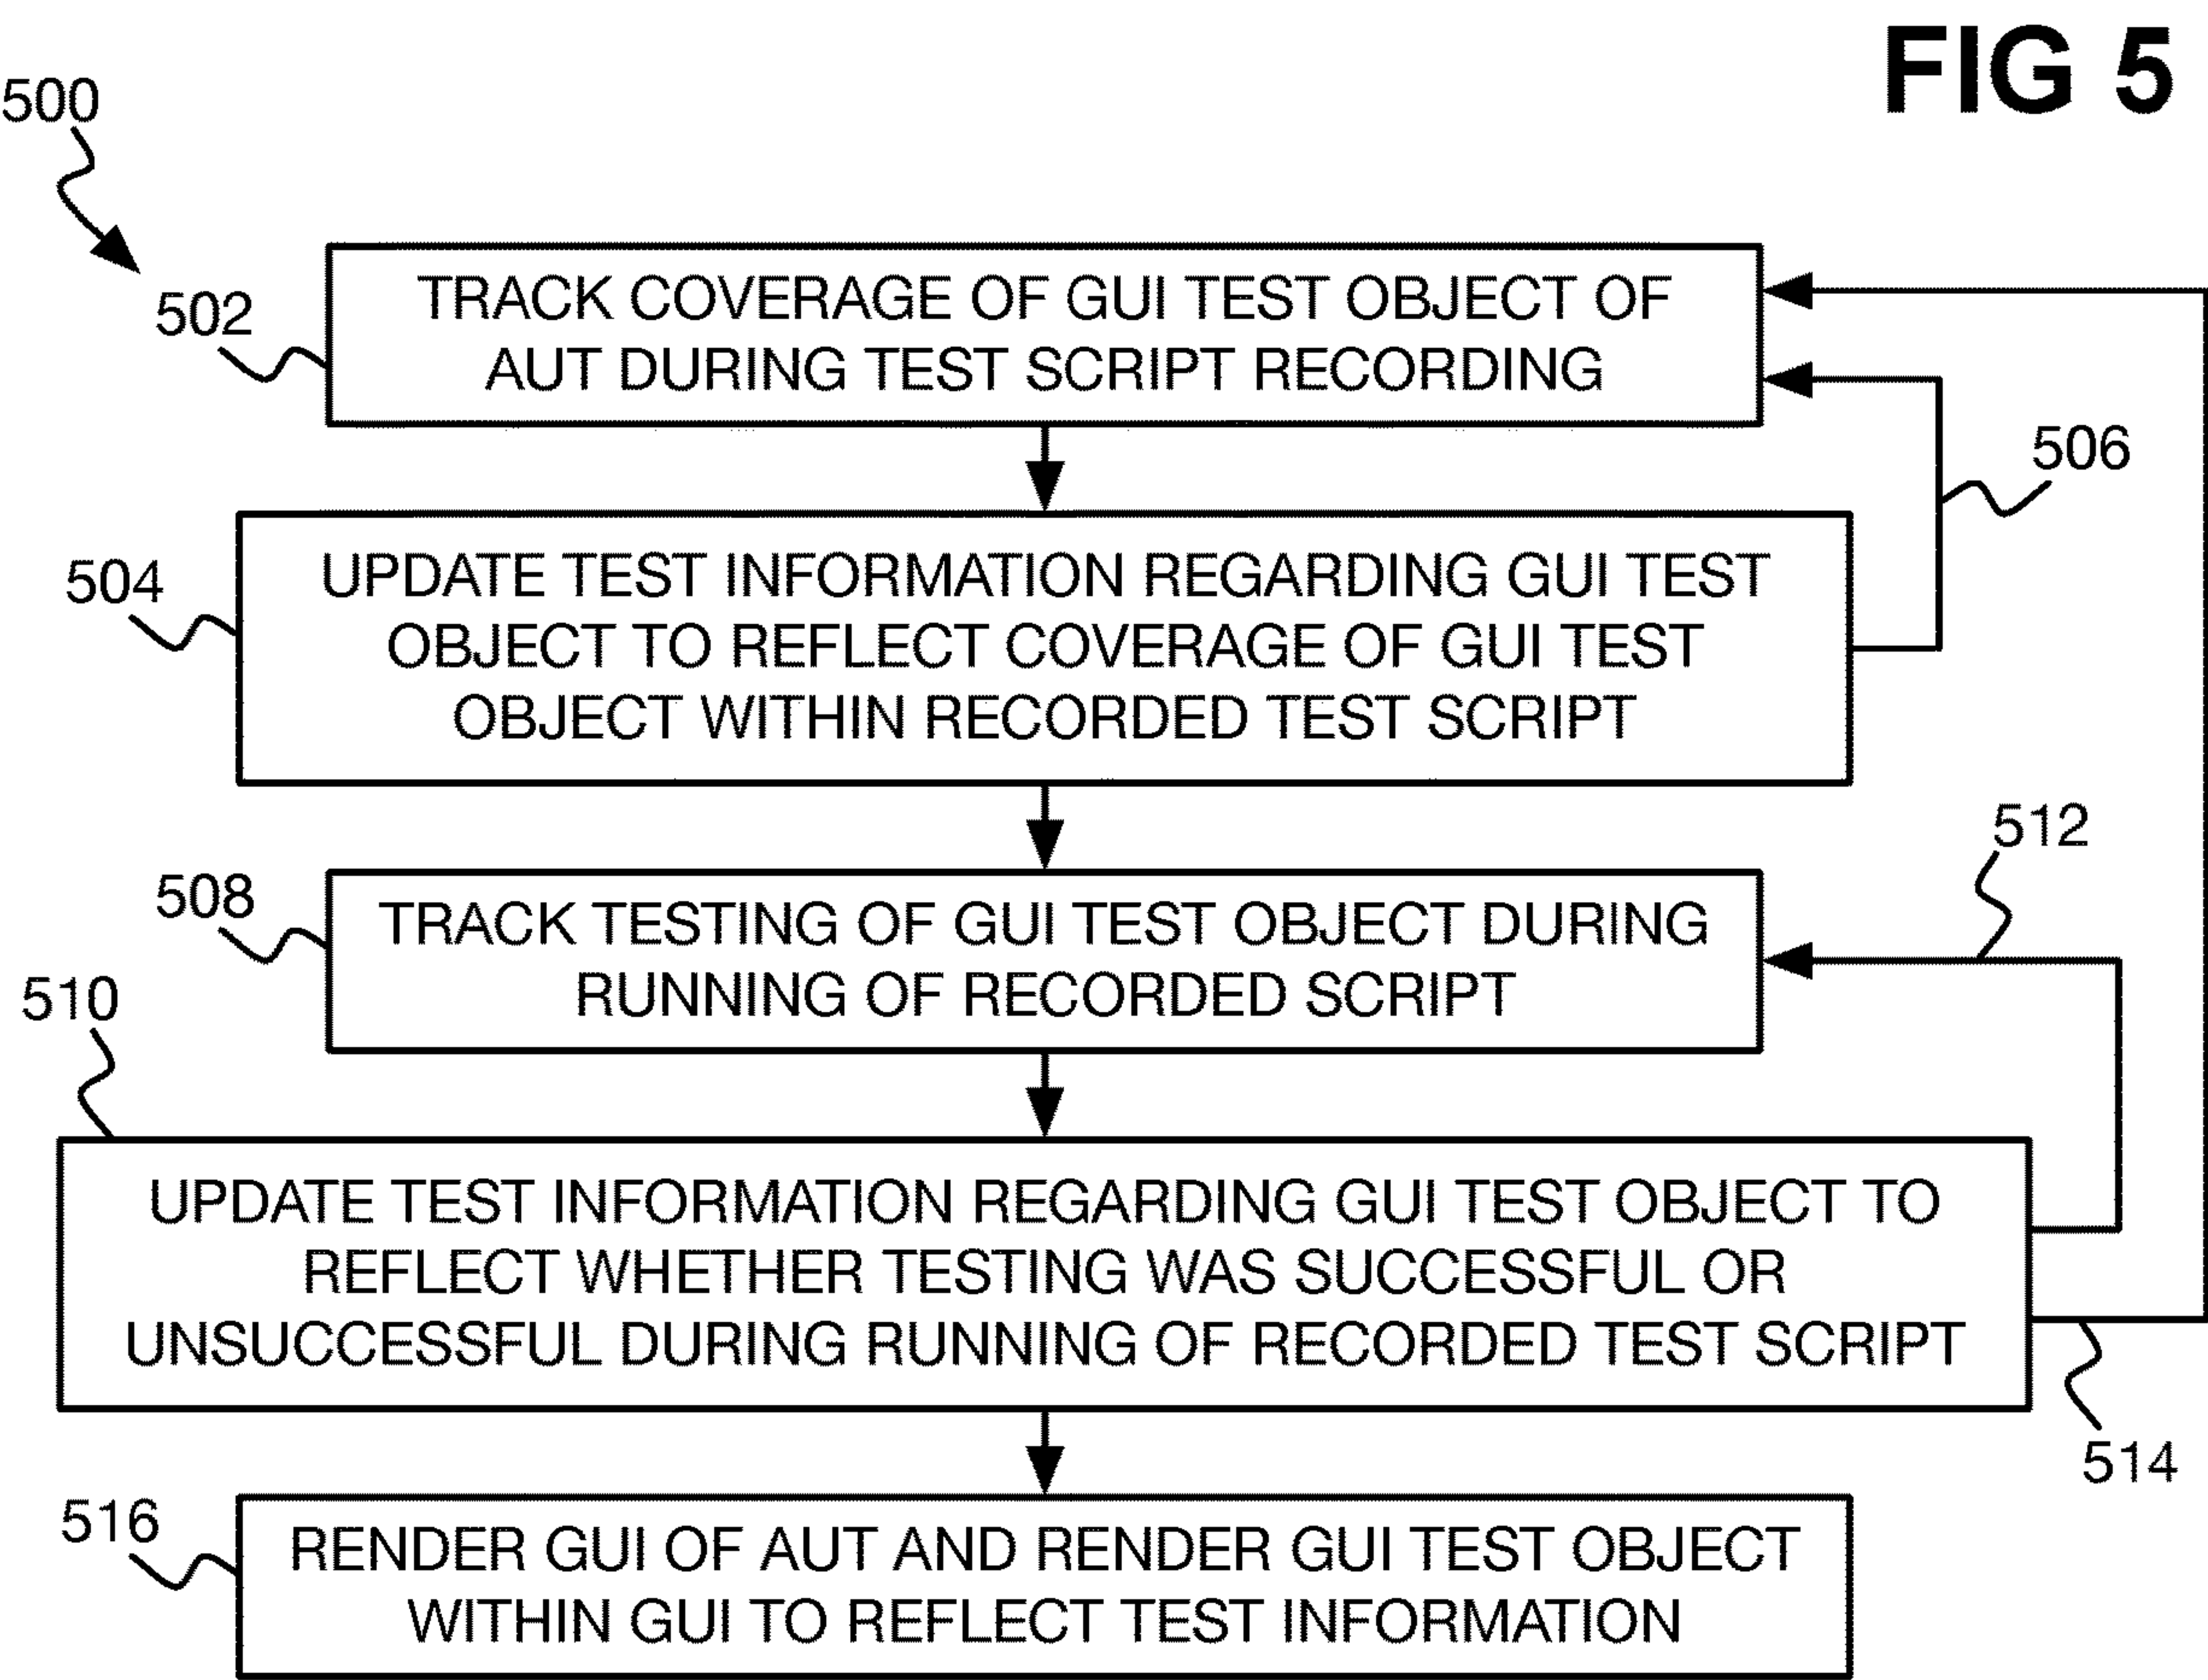 FIG 5
500
502
TRACK COVERAGE OF GUI TEST OBJECT OF
AUT DURING TEST SCRIPT RECORDING
506
504
UPDATE TEST INFORMATION REGARDING GUI TEST
OBJECT TO REFLECT COVERAGE OF GUI TEST
OBJECT WITHIN RECORDED TEST SCRIPT
512
508
TRACK TESTING OF GUI TEST OBJECT DURING
RUNNING OF RECORDED SCRIPT
510
UPDATE TEST INFORMATION REGARDING GUI TEST OBJECT TO
REFLECT WHETHER TESTING WAS SUCCESSFUL OR
UNSUCCESSFUL DURING RUNNING OF RECORDED TEST SCRIPT
514
516
RENDER GUI OF AUT AND RENDER GUI TEST OBJECT
WITHIN GUI TO REFLECT TEST INFORMATION